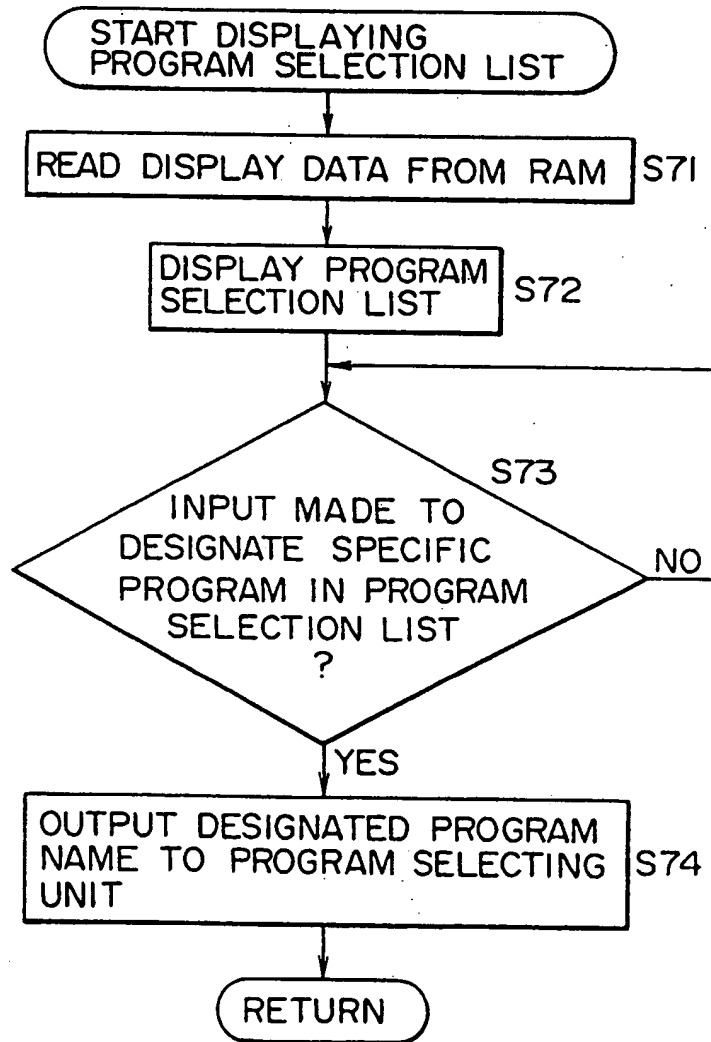 START DISPLAYING
PROGRAM SELECTION LIST
READ DISPLAY DATA FROM RAM
S71
DISPLAY PROGRAM
SELECTION LIST
S72
S73
INPUT MADE TO
DESIGNATE SPECIFIC
PROGRAM IN PROGRAM
SELECTION LIST
?
NO
YES
OUTPUT DESIGNATED PROGRAM
NAME TO PROGRAM SELECTING
UNIT
S74
RETURN